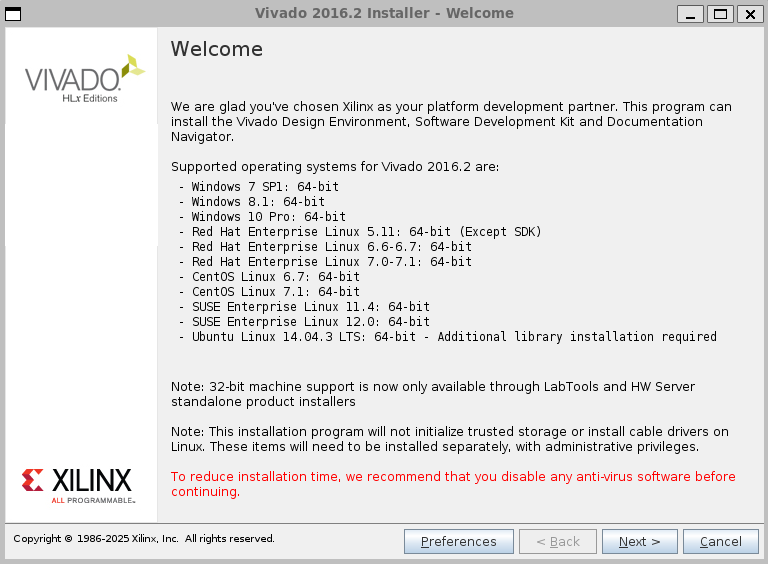 Vivado 2016.2 Installer - Welcome
VIVADO.
HLx Editions
Welcome
We are glad you've chosen Xilinx as your platform development partner. This program can
install the Vivado Design Environment, Software Development Kit and Documentation
Navigator.
Supported operating systems for Vivado 2016.2 are:
- Windows 7 SP1: 64-bit
- Windows 8.1: 64-bit
- Windows 10 Pro: 64-bit
- Red Hat Enterprise Linux 5.11: 64-bit (Except SDK)
- Red Hat Enterprise Linux 6.6-6.7: 64-bit
- Red Hat Enterprise Linux 7.0-7.1: 64-bit
- CentOS Linux 6.7: 64-bit
- CentOS Linux 7.1: 64-bit
- SUSE Enterprise Linux 11.4: 64-bit
- SUSE Enterprise Linux 12.0: 64-bit
- Ubuntu Linux 14.04.3 LTS: 64-bit - Additional library installation required
Note: 32-bit machine support is now only available through LabTools and HW Server
standalone product installers
Note: This installation program will not initialize trusted storage or install cable drivers on
Linux. These items will need to be installed separately, with administrative privileges.
To reduce installation time, we recommend that you disable any anti-virus software before
continuing.
XILINX
ALL PROGRAMMABLE™
Copyright © 1986-2025 Xilinx, Inc. All rights reserved.
Preferences
< Back
Next >
Cancel